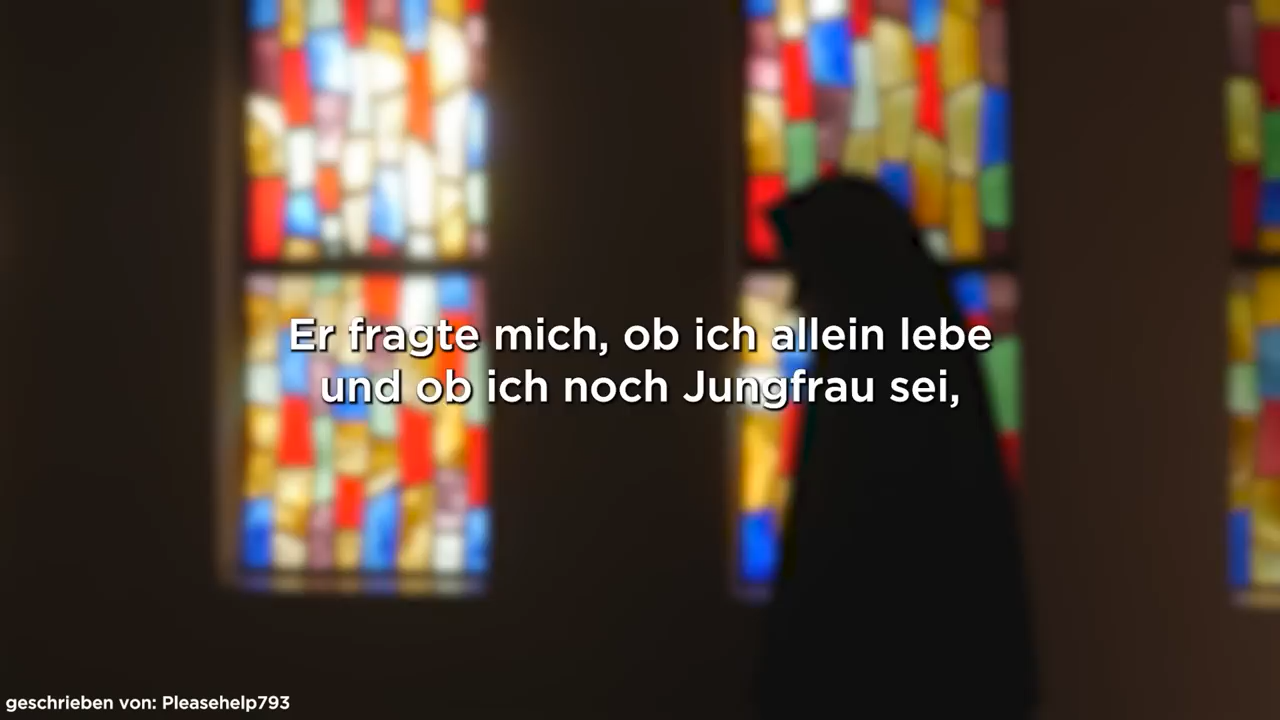 Er fragte mich, ob ich allein lebe
und ob ich noch Jungfrau sei,
geschrieben von: Pleasehelp793